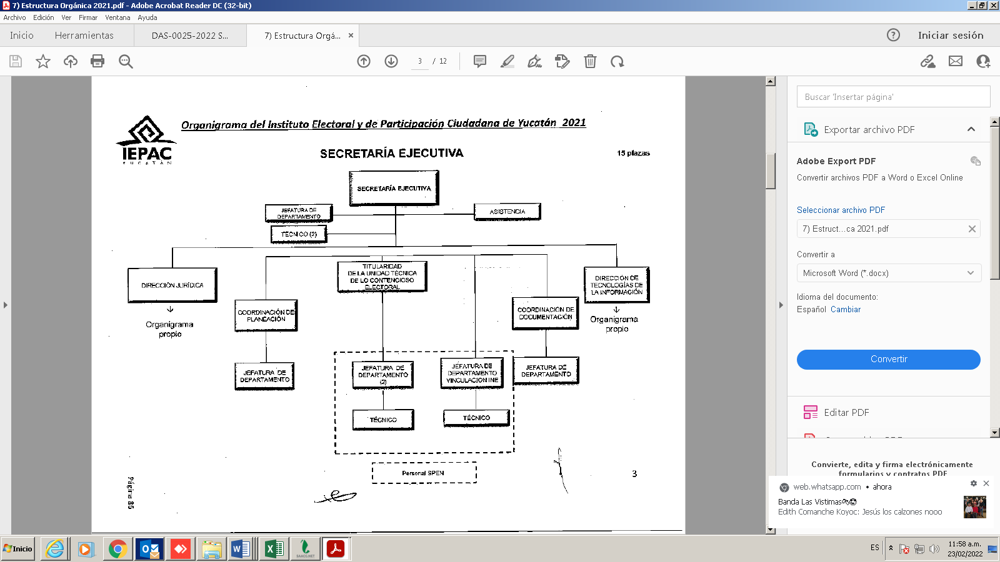 7) Estructura Orgánica 2021.pdf - Adobe Acrobat Reader DC (32-bit)
Archivo Edición Ver Firmar Ventana Ayuda
Inicio Herramientas DAS-0025-2022 S... 7) Estructura Orgá... × Iniciar sesión
3 / 12
Buscar 'Insertar página'
Exportar archivo PDF
Adobe Export PDF
Convertir archivos PDF a Word o Excel Online
Seleccionar archivo PDF
7) Estruct...ca 2021.pdf
Convertir a
Microsoft Word (*.docx)
Idioma del documento:
Español Cambiar
Convertir
Editar PDF
Convierte, edita y firma electrónicamente
formularios y contratos PDF
Organigrama del Instituto Electoral y de Participación Ciudadana de Yucatán 2021
IEPAC
YUCATÁN
SECRETARÍA EJECUTIVA
15 plazas
SECRETARÍA EJECUTIVA
JEFATURA DE
DEPARTAMENTO
ASISTENCIA
TÉCNICO (2)
DIRECCIÓN JURÍDICA
Organigrama
propio
COORDINACIÓN DE
PLANEACIÓN
TITULARIDAD
DE LA UNIDAD TÉCNICA
DE LO CONTENCIOSO
ELECTORAL
COORDINACIÓN DE
DOCUMENTACIÓN
DIRECCIÓN DE
TECNOLOGÍAS DE
LA INFORMACIÓN
Organigrama
propio
JEFATURA DE
DEPARTAMENTO
JEFATURA DE
DEPARTAMENTO
(2)
JEFATURA DE
DEPARTAMENTO
VINCULACION INE
JEFATURA DE
DEPARTAMENTO
TÉCNICO
TÉCNICO
Personal SPEN
3
Página 86
web.whatsapp.com • ahora
Banda Las Vistimas
Edith Comanche Koyoc: Jesús los calzones nooo
Inicio
SAACG.NET
ES
11:58 a.m.
23/02/2022